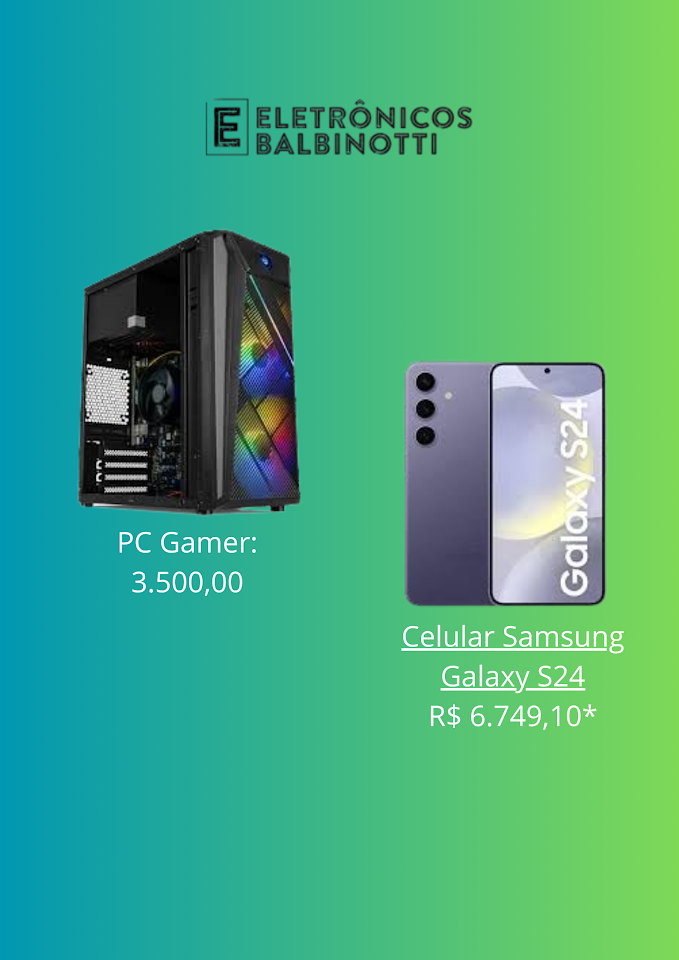 E ELETRÔNICOS
BALBINOTTI
PC Gamer:
3.500,00
Galaxy S24
Celular Samsung
Galaxy S24
R$ 6.749,10*